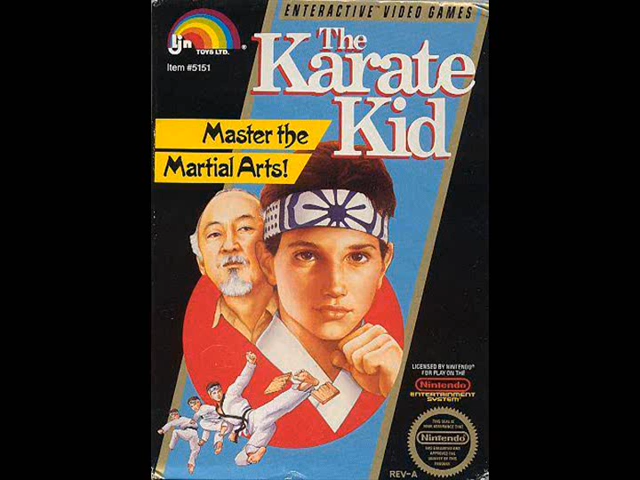 ENTERACTIVE™ VIDEO GAMES
ljn
TOYS LTD.
®
Item #5151
The
Karate
Kid
Master the
Martial Arts!
LICENSED BY NINTENDO®
FOR PLAY ON THE
Nintendo
ENTERTAINMENT
SYSTEM
Nintendo
REV-A